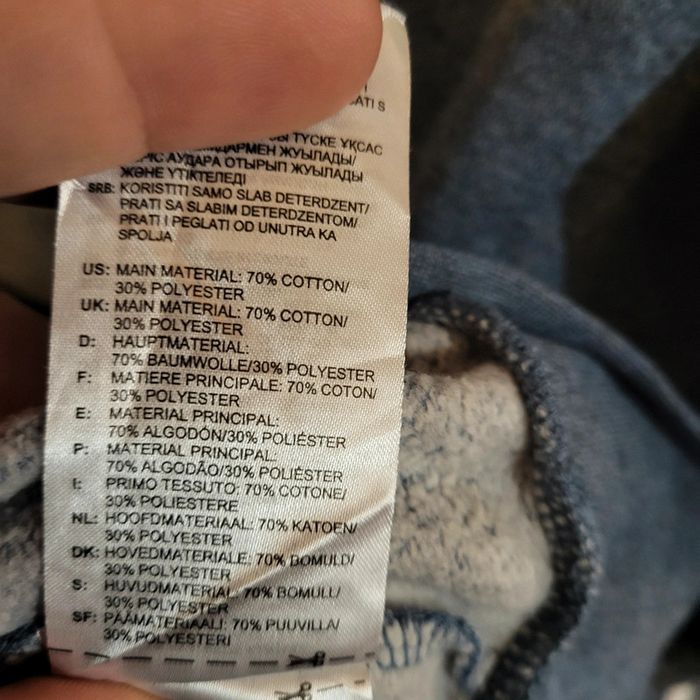 ATI S
ТҮСКЕ ҰҚСАС
ЖУЫЛАДЫ/
АУДАРА ОТЫРЫП ЖУЫЛАДЫ
ЖӘНЕ ҮТІКТЕЛЕДІ
SRB: KORISTITI SAMO SLAB DETERDZENT/
PRATI SA SLABIM DETERDZENTOM/
PRATI I PEGLATI OD UNUTRA KA
SPOLJA
US: MAIN MATERIAL: 70% COTTON/
30% POLYESTER
UK: MAIN MATERIAL: 70% COTTON/
30% POLYESTER
D: HAUPTMATERIAL:
70% BAUMWOLLE/30% POLYESTER
F: MATIERE PRINCIPALE: 70% COTON/
30% POLYESTER
E: MATERIAL PRINCIPAL:
70% ALGODÓN/30% POLIÉSTER
P: MATERIAL PRINCIPAL:
70% ALGODÃO/30% POLIÉSTER
I: PRIMO TESSUTO: 70% COTONE/
30% POLIESTERE
NL: HOOFDMATERIAAL: 70% KATOEN/
30% POLYESTER
DK: HOVEDMATERIALE: 70% BOMULD/
30% POLYESTER
S: HUVUDMATERIAL: 70% BOMULL/
30% POLYESTER
SF: PÄÄMATERIAALI: 70% PUUVILLA/
30% POLYESTERI